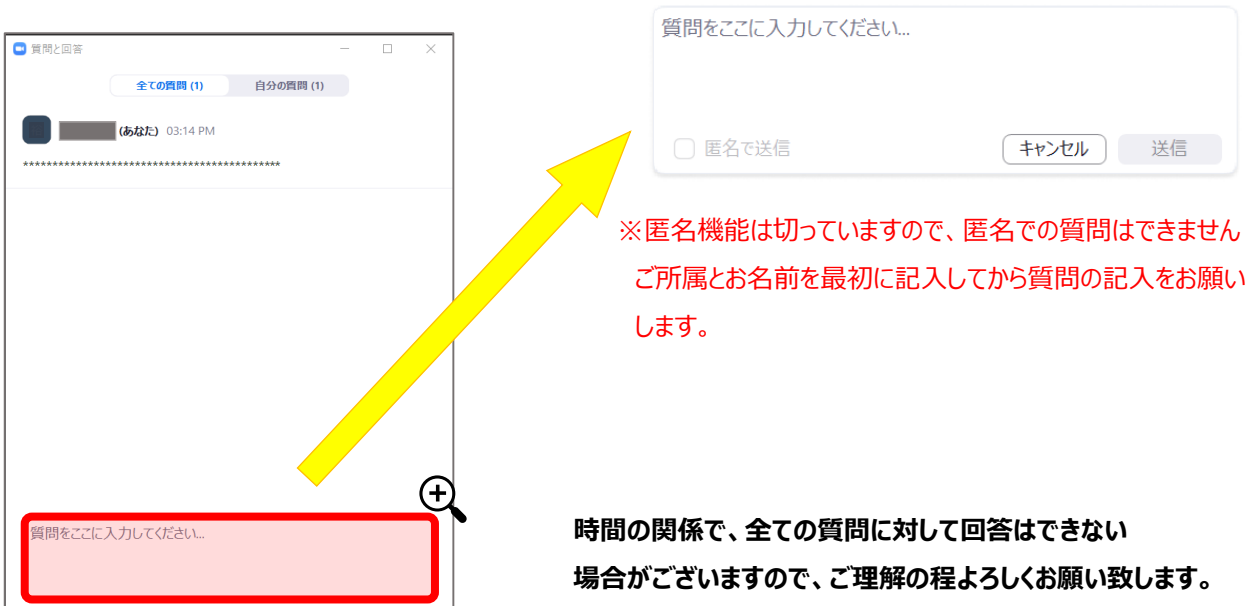 質問と回答
全ての質問 (1)
自分の質問 (1)
(あなた) 03:14 PM
********************************************
質問をここに入力してください...
質問をここに入力してください...
匿名で送信
キャンセル
送信
※匿名機能は切っていますので、匿名での質問はできません
ご所属とお名前を最初に記入してから質問の記入をお願い
します。
時間の関係で、全ての質問に対して回答はできない
場合がございますので、ご理解の程よろしくお願い致します。